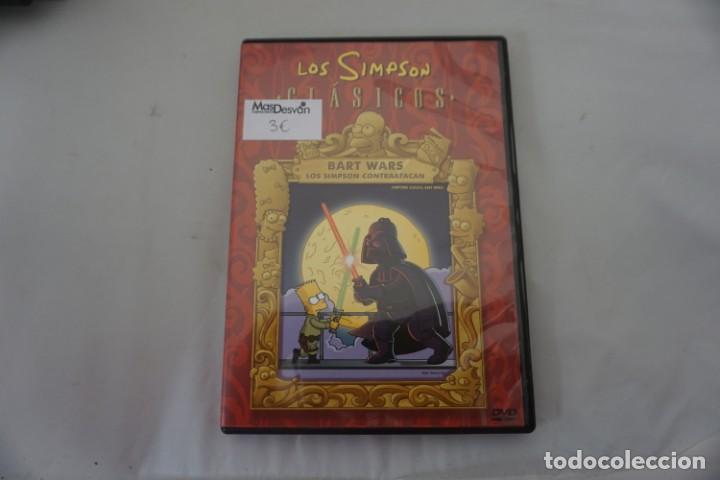 LOS SIMPSON
CLÁSICOS
MasDesván
3€
BART WARS
LOS SIMPSON CONTRAATACAN
DVD
todocoleccion